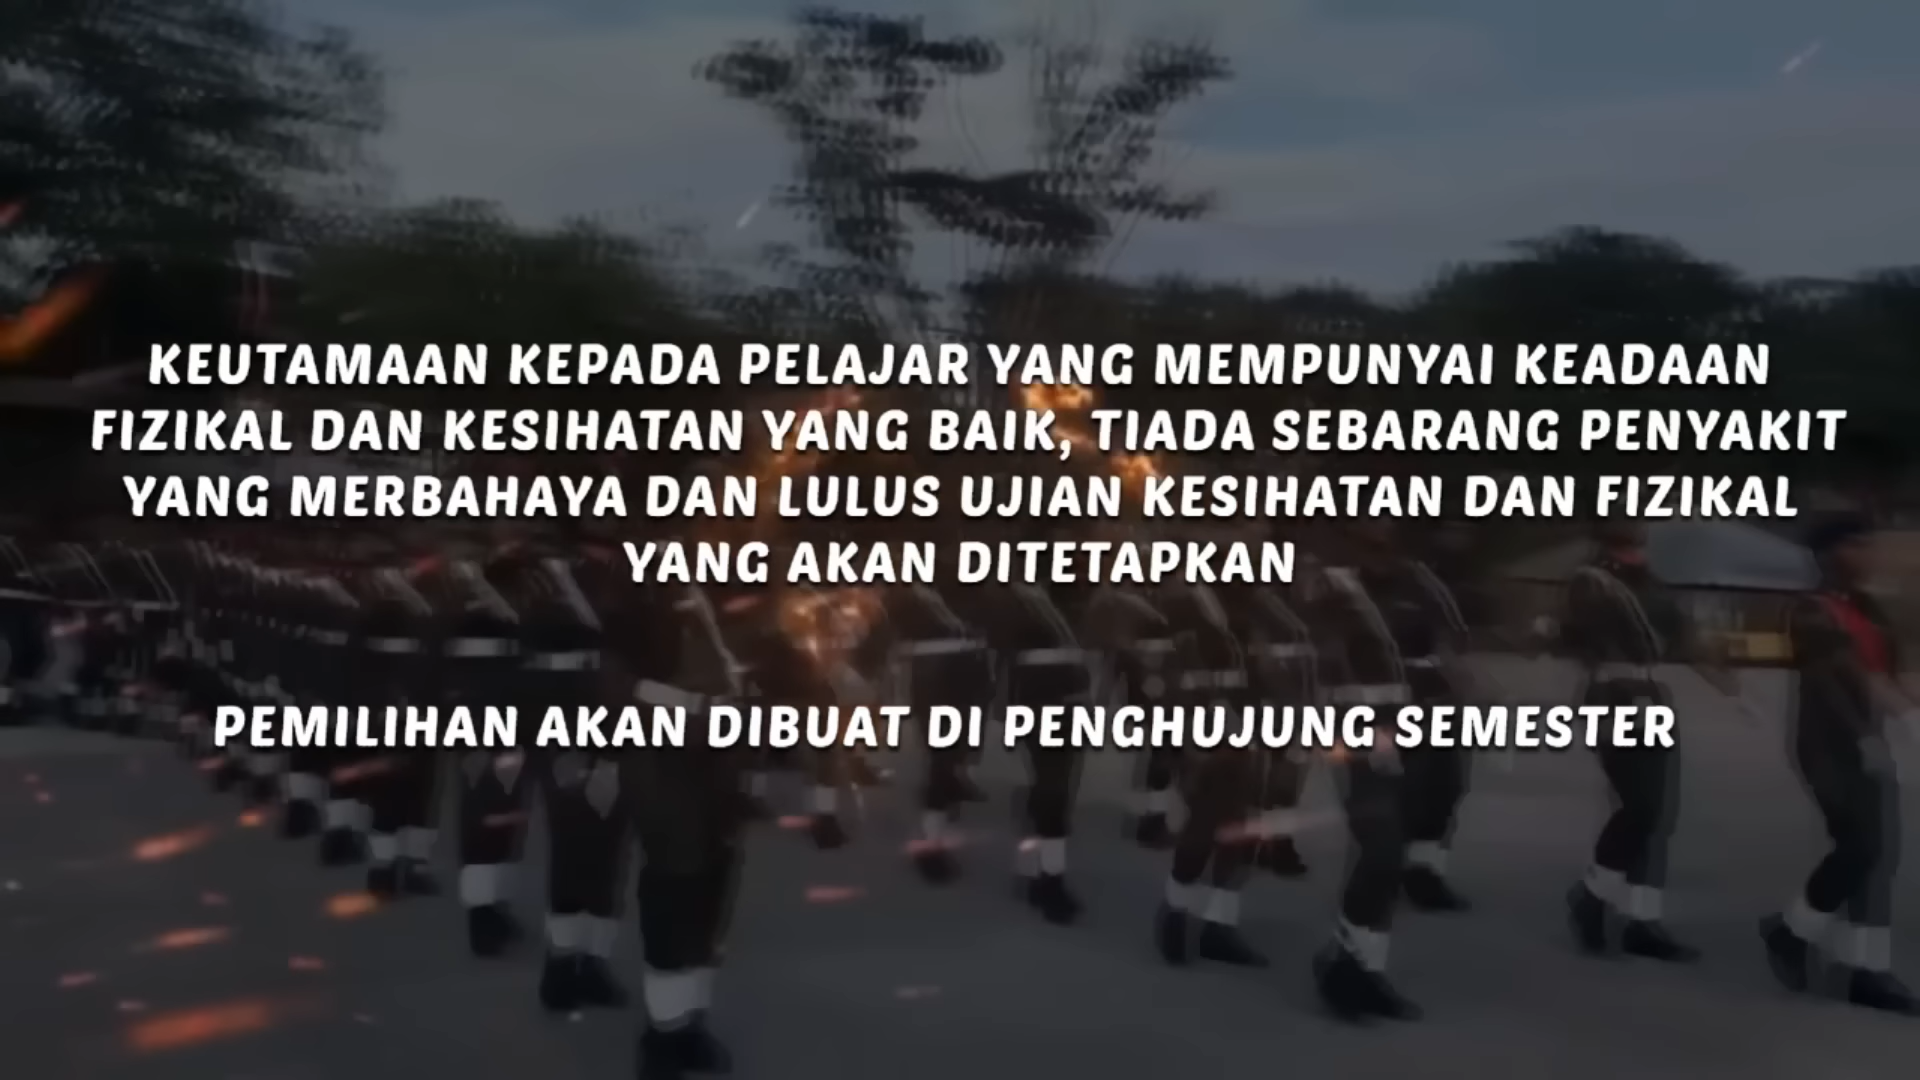 KEUTAMAAN KEPADA PELAJAR YANG MEMPUNYAI KEADAAN
FIZIKAL DAN KESIHATAN YANG BAIK, TIADA SEBARANG PENYAKIT
YANG MERBAHAYA DAN LULUS UJIAN KESIHATAN DAN FIZIKAL
YANG AKAN DITETAPKAN
PEMILIHAN AKAN DIBUAT DI PENGHUJUNG SEMESTER